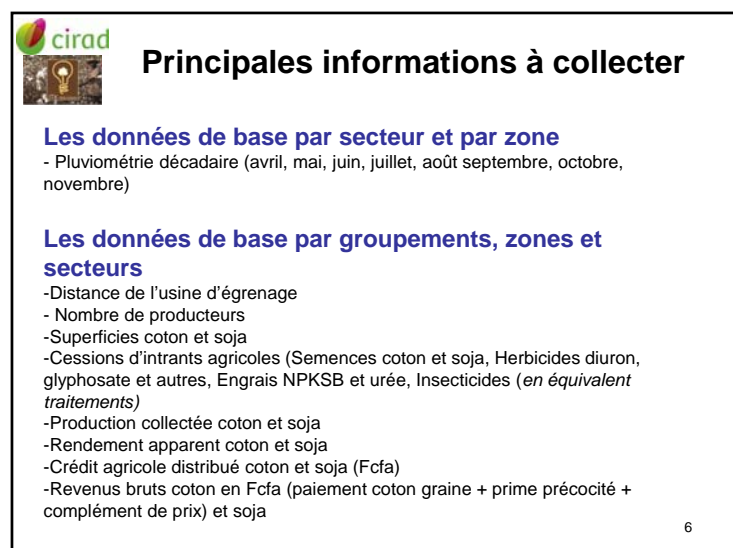 cirad
Principales informations à collecter
Les données de base par secteur et par zone
- Pluviométrie décadaire (avril, mai, juin, juillet, août septembre, octobre,
novembre)
Les données de base par groupements, zones et
secteurs
-Distance de l'usine d'égrenage
- Nombre de producteurs
-Superficies coton et soja
-Cessions d'intrants agricoles (Semences coton et soja, Herbicides diuron,
glyphosate et autres, Engrais NPKSB et urée, Insecticides (en équivalent
traitements)
-Production collectée coton et soja
-Rendement apparent coton et soja
-Crédit agricole distribué coton et soja (Fcfa)
-Revenus bruts coton en Fcfa (paiement coton graine + prime précocité +
complément de prix) et soja
6